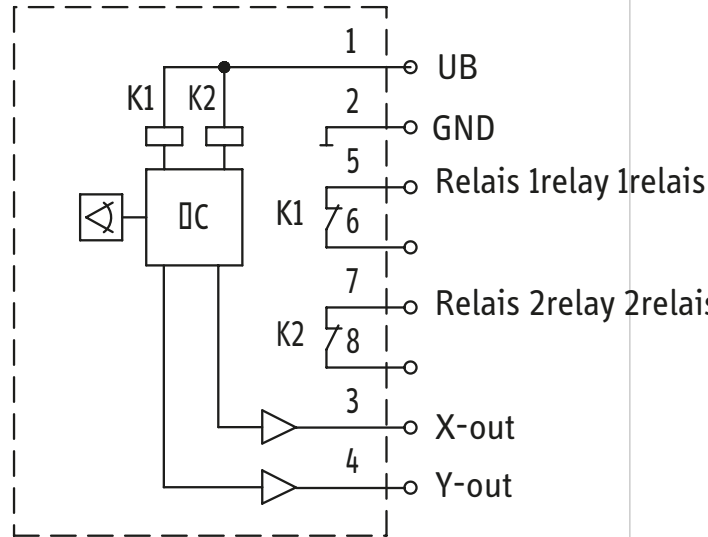 1
UB
K1 K2
2
GND
5
Relais 1relay 1relais
K1
6
C
7
Relais 2relay 2relais
K2
8
3
X-out
4
Y-out